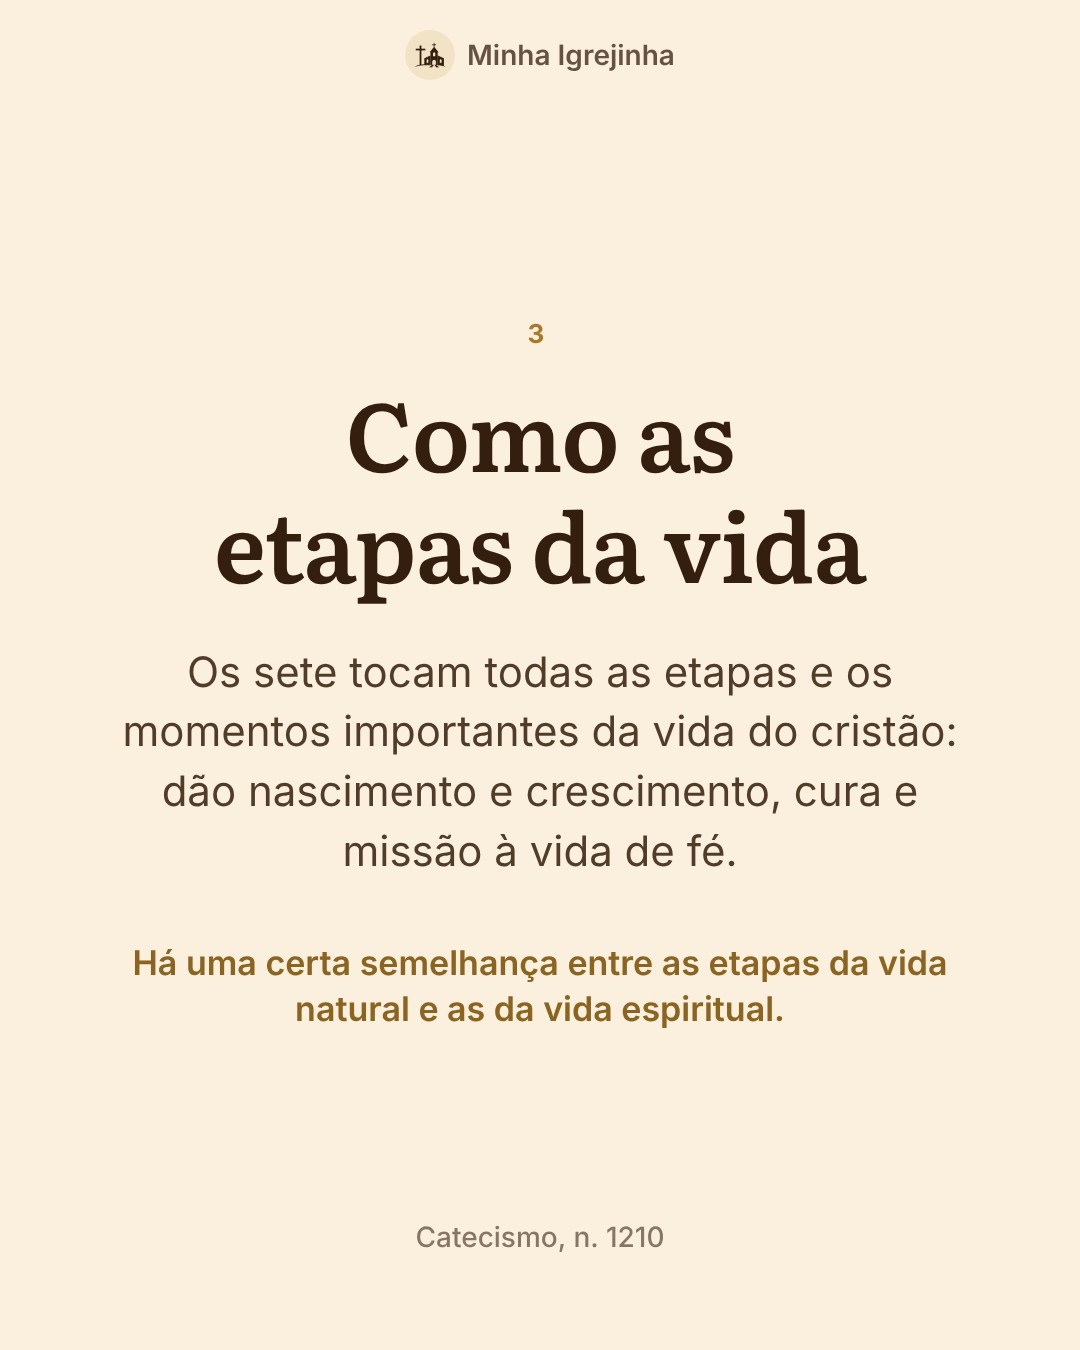 Minha Igrejinha
3
Como as
etapas da vida
Os sete tocam todas as etapas e os
momentos importantes da vida do cristão:
dão nascimento e crescimento, cura e
missão à vida de fé.
Há uma certa semelhança entre as etapas da vida
natural e as da vida espiritual.
Catecismo, n. 1210